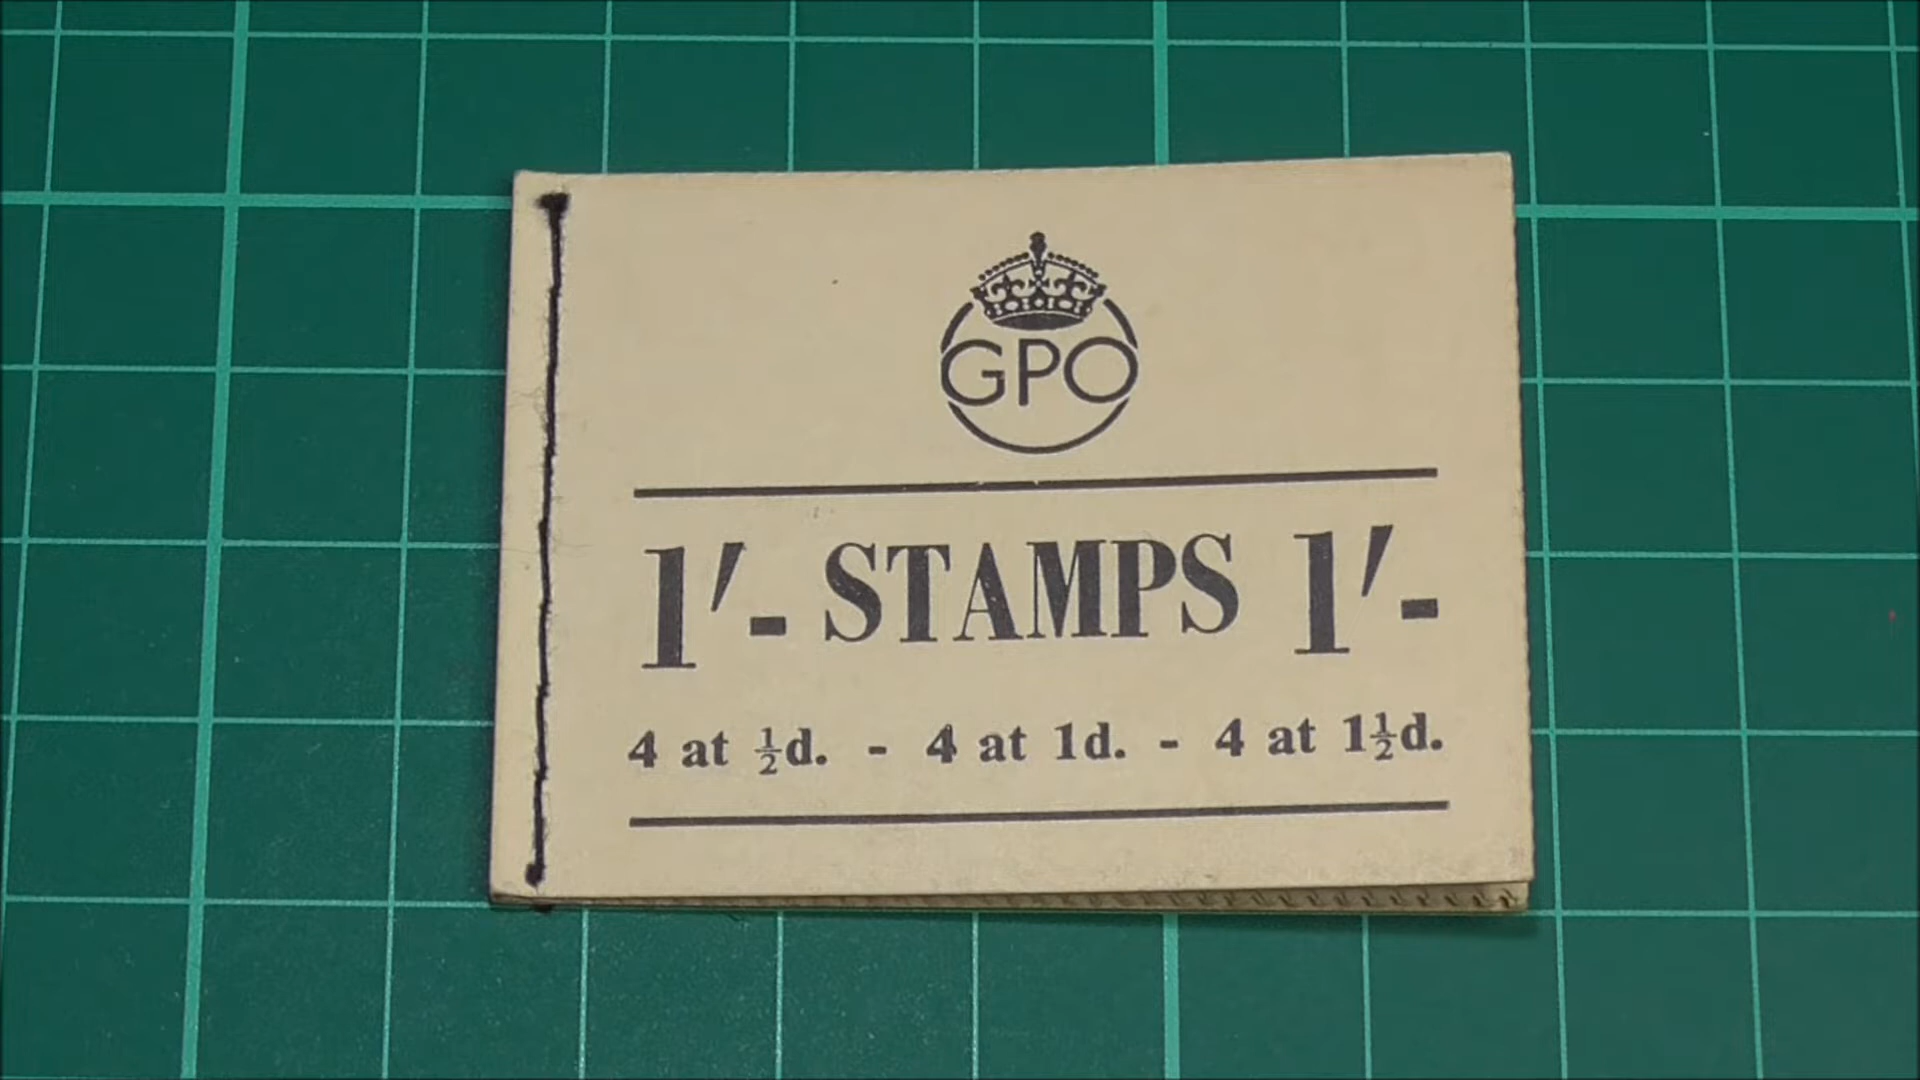 GPO
1'- STAMPS 1'-
4 at ½d. - 4 at 1d. - 4 at 1½d.